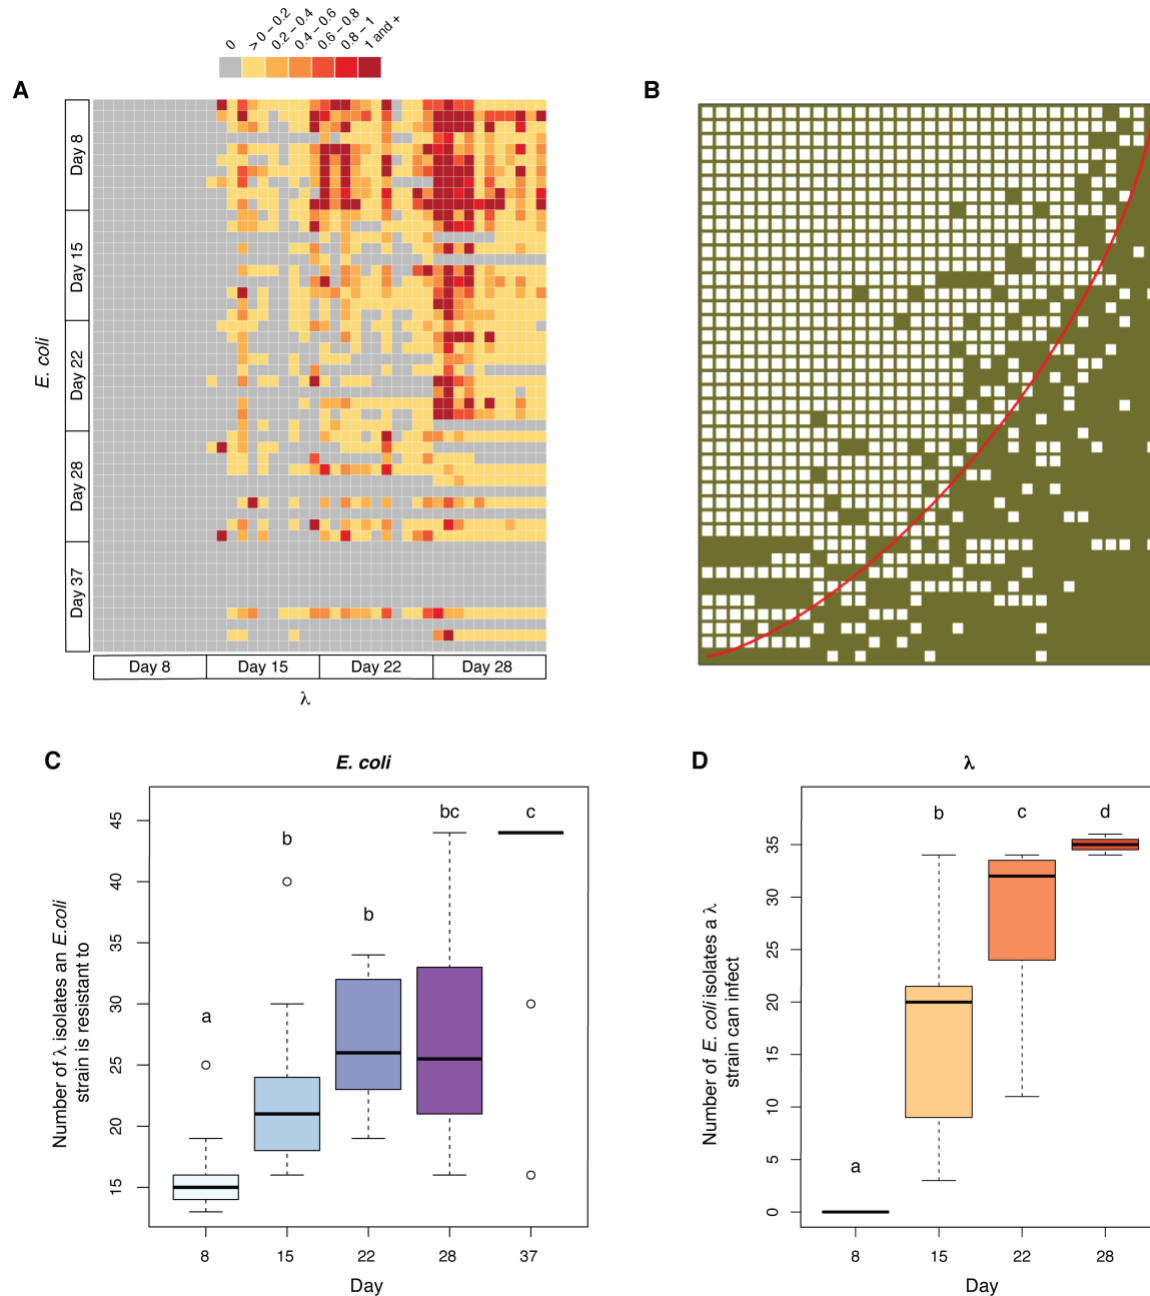 0
> 0 – 0.2
0.2 – 0.4
0.4 – 0.6
0.6 – 0.8
0.8 – 1
1 and +
A
B
E. coli
Day 8
Day 15
Day 22
Day 28
Day 37
Day 8 Day 15 Day 22 Day 28
λ
C
E. coli
Number of λ isolates an E.coli
strain is resistant to
45
40
35
30
25
20
15
a
b
b
bc
c
8 15 22 28 37
Day
D
λ
Number of E. coli isolates a λ
strain can infect
35
30
25
20
15
10
5
0
a
b
c
d
8 15 22 28
Day